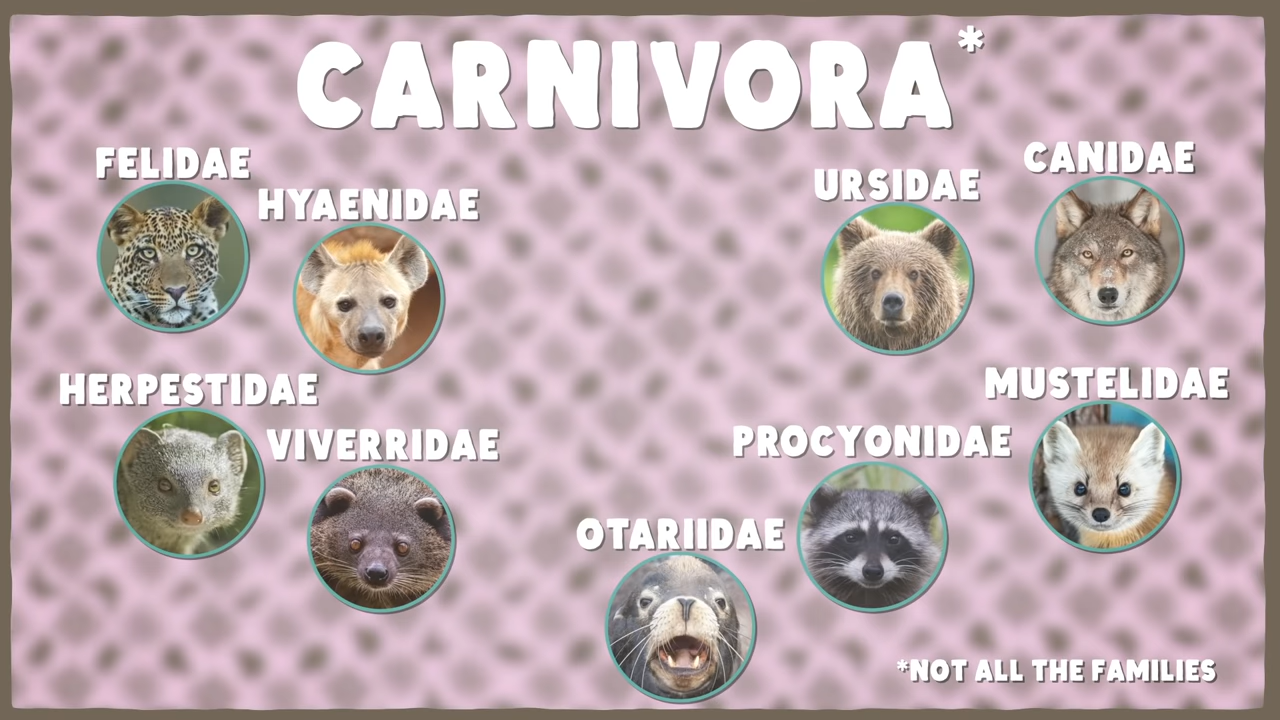 CARNIVORA*
FELIDAE
HYAENIDAE
URSIDAE
CANIDAE
HERPESTIDAE
VIVERRIDAE
PROCYONIDAE
MUSTELIDAE
OTARIIDAE
*NOT ALL THE FAMILIES